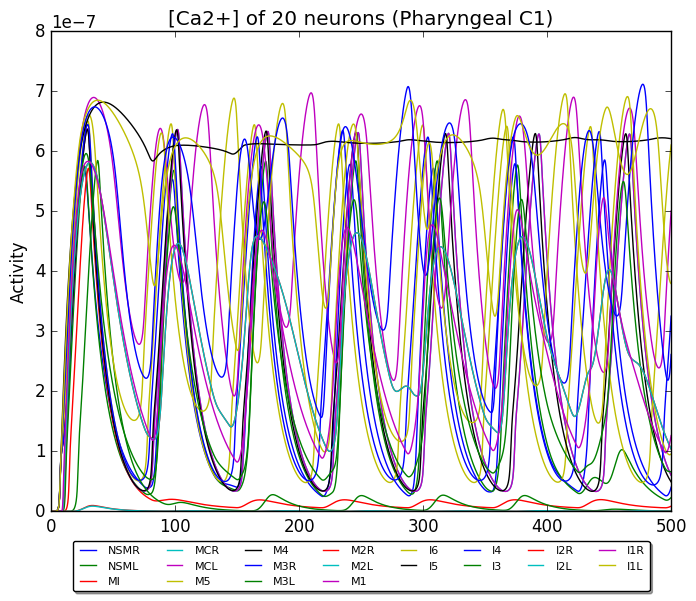 [Ca2+] of 20 neurons (Pharyngeal C1)
1e−7
8
7
6
5
4
3
2
1
0
Activity
0 100 200 300 400 500
NSMR MCR M4 M2R I6 I4 I2R I1R
NSML MCL M3R M2L I5 I3 I2L I1L
MI M5 M3L M1